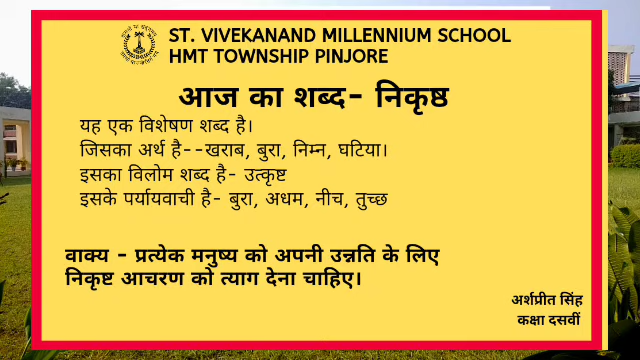 ST. VIVEKANAND MILLENNIUM SCHOOL
HMT TOWNSHIP PINJORE
आज का शब्द- निकृष्ठ
यह एक विशेषण शब्द है।
जिसका अर्थ है--खराब, बुरा, निम्न, घटिया।
इसका विलोम शब्द है- उत्कृष्ट
इसके पर्यायवाची है- बुरा, अधम, नीच, तुच्छ
वाक्य - प्रत्येक मनुष्य को अपनी उन्नति के लिए
निकृष्ट आचरण को त्याग देना चाहिए।
अर्शप्रीत सिंह
कक्षा दसवीं